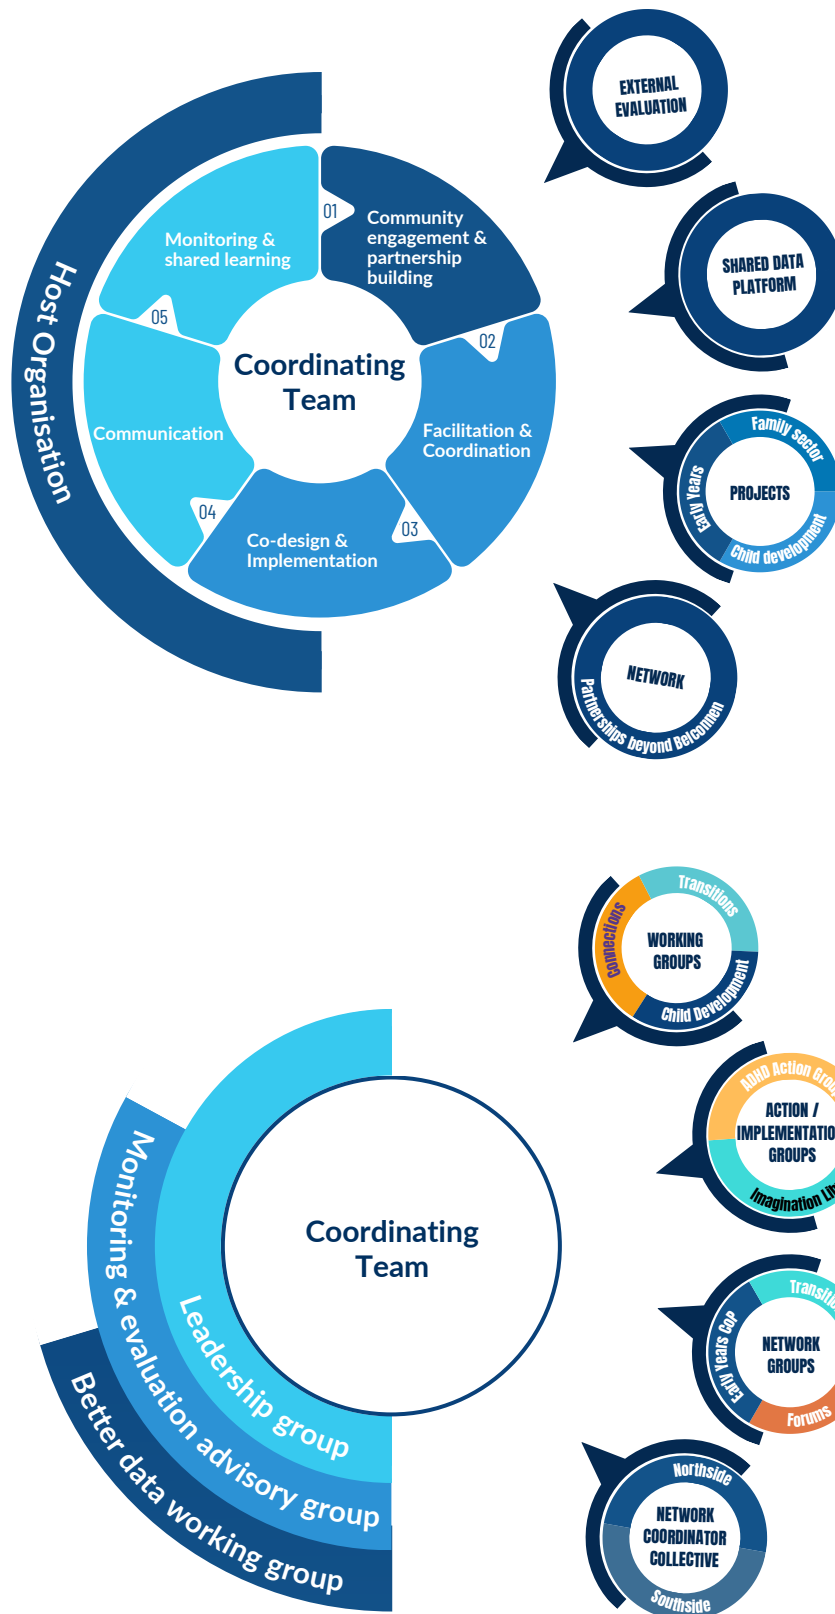 EXTERNAL
EVALUATION
SHARED DATA
PLATFORM
Host Organisation
01
Community
engagement &
partnership
building
Monitoring &
shared learning
05
02
Coordinating
Team
Communication
Facilitation &
Coordination
04
03
Co-design &
Implementation
Family sector
Early Years
PROJECTS
Child development
NETWORK
Partnerships beyond Belconnen
Transitions
Connections
WORKING
GROUPS
Child Development
ADHD Action Grou
ACTION /
IMPLEMENTATIO
GROUPS
Imagination Li
Coordinating
Team
Leadership group
Monitoring & evaluation advisory group
Better data working group
Transiti
Early Years CoP
NETWORK
GROUPS
Forums
Northside
NETWORK
COORDINATOR
COLLECTIVE
Southside